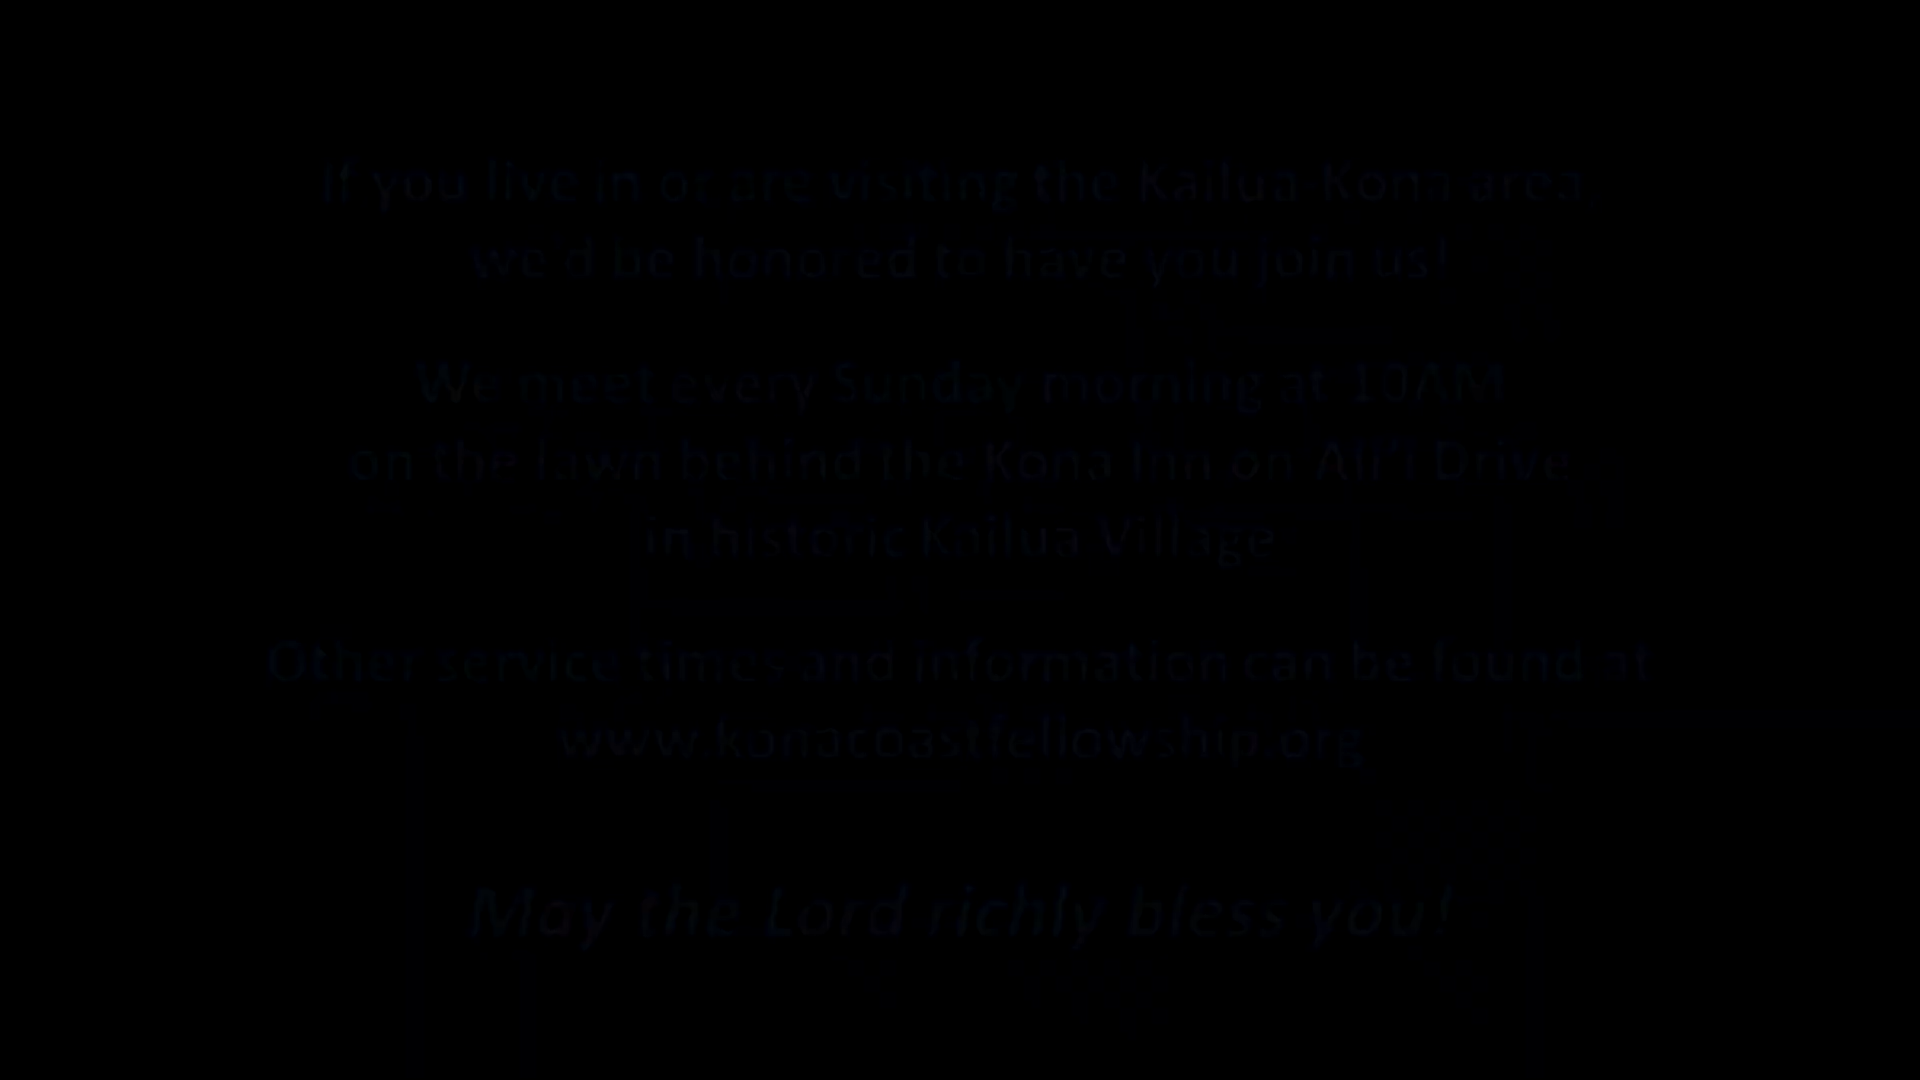 If you live in or are visiting the Kailua-Kona area
we'd be honored to have you join us!
We meet every Sunday morning at 10AM
on the lawn behind the Kona Inn on Ali'i Drive
in historic Kailua Village
Other service times and information can be found at
www.konacoastfellowship.org
May the Lord richly bless you!